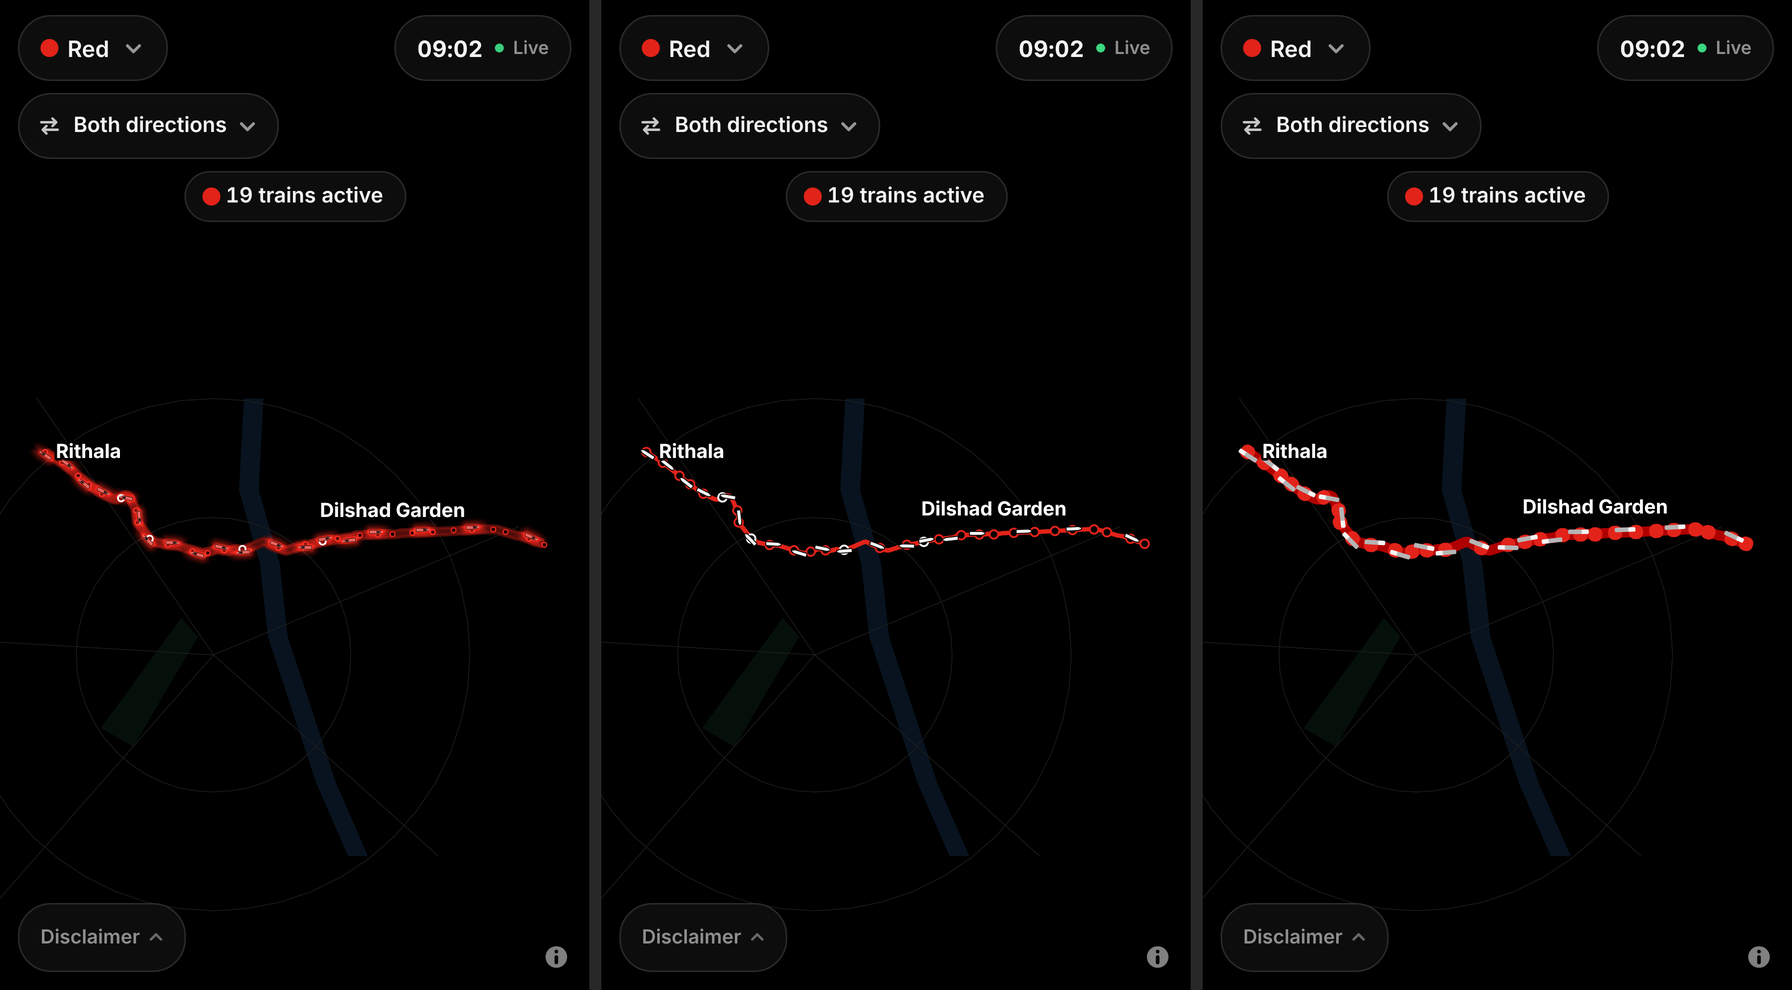 Red
09:02 Live
Both directions
19 trains active
Rithala
Dilshad Garden
Disclaimer
Red
09:02 Live
Both directions
19 trains active
Rithala
Dilshad Garden
Disclaimer
Red
09:02 Live
Both directions
19 trains active
Rithala
Dilshad Garden
Disclaimer